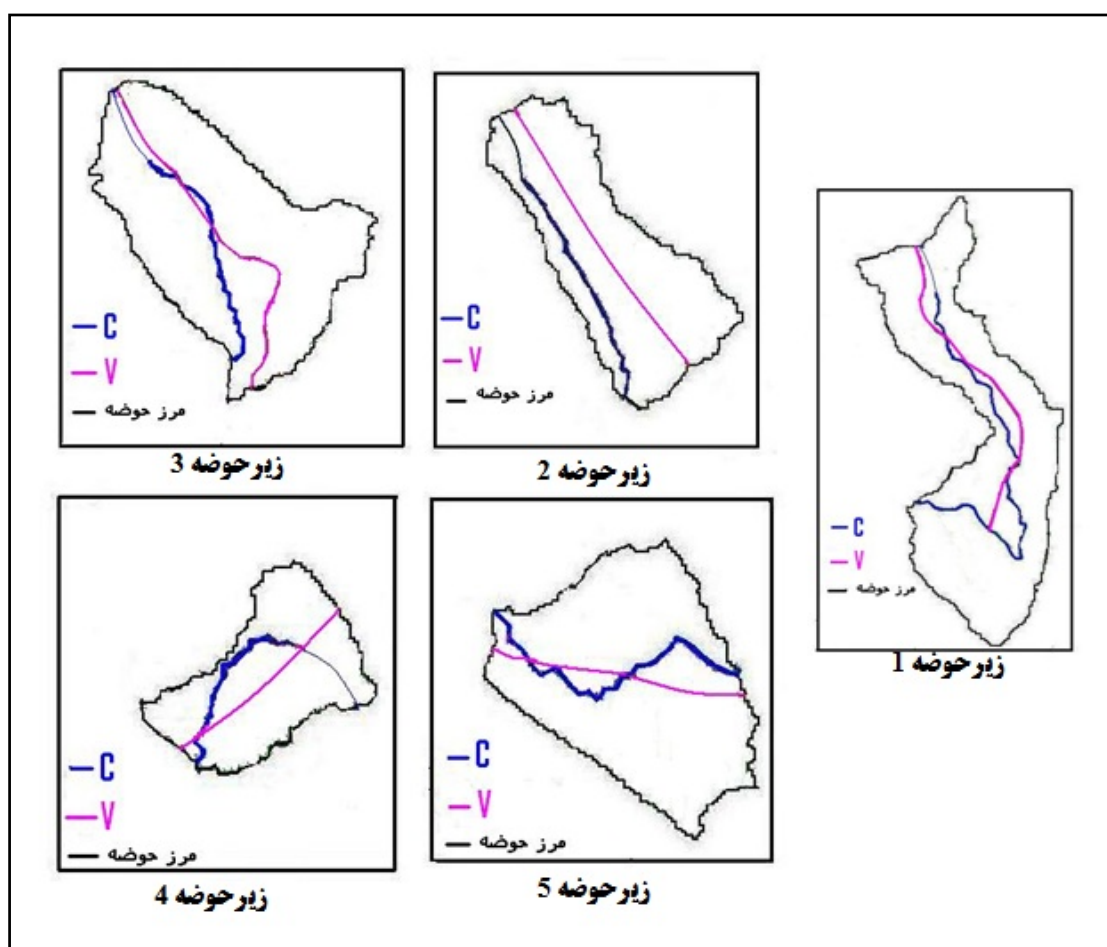 C
V
مرز حوضه
زیرحوضه 3
C
V
مرز حوضه
زیرحوضه 2
C
V
مرز حوضه
زیرحوضه 1
C
V
مرز حوضه
زیرحوضه 4
C
V
مرز حوضه
زیرحوضه 5